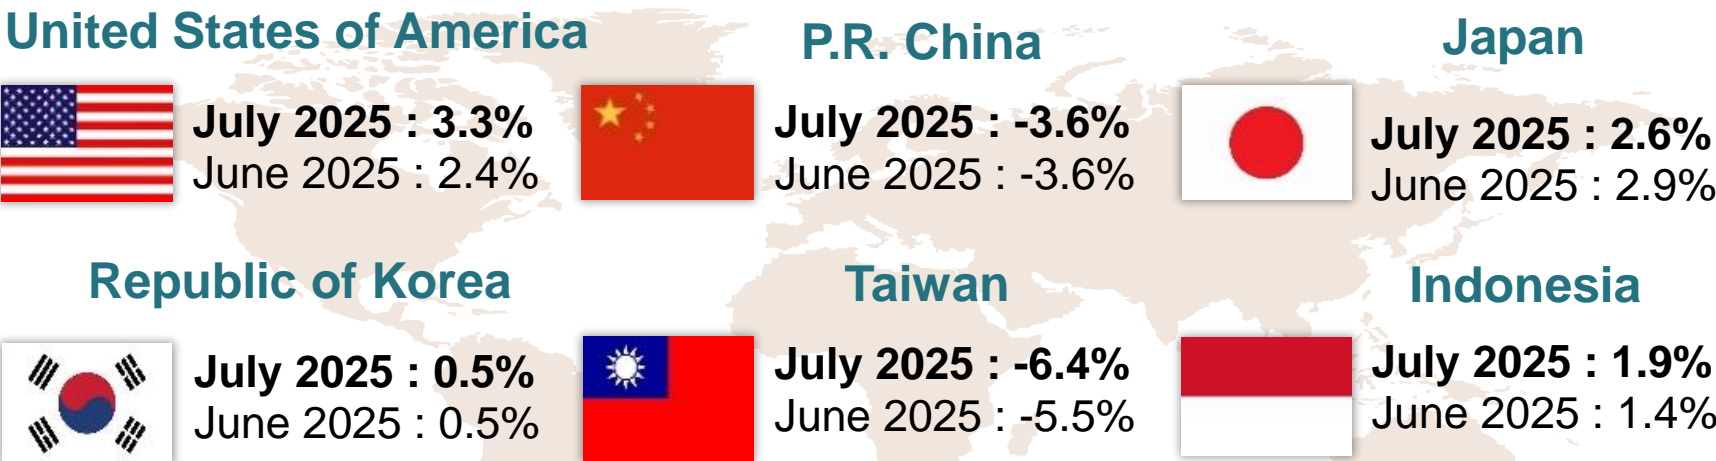 United States of America
July 2025 : 3.3%
June 2025 : 2.4%
P.R. China
July 2025 : -3.6%
June 2025 : -3.6%
Japan
July 2025 : 2.6%
June 2025 : 2.9%
Republic of Korea
July 2025 : 0.5%
June 2025 : 0.5%
Taiwan
July 2025 : -6.4%
June 2025 : -5.5%
Indonesia
July 2025 : 1.9%
June 2025 : 1.4%